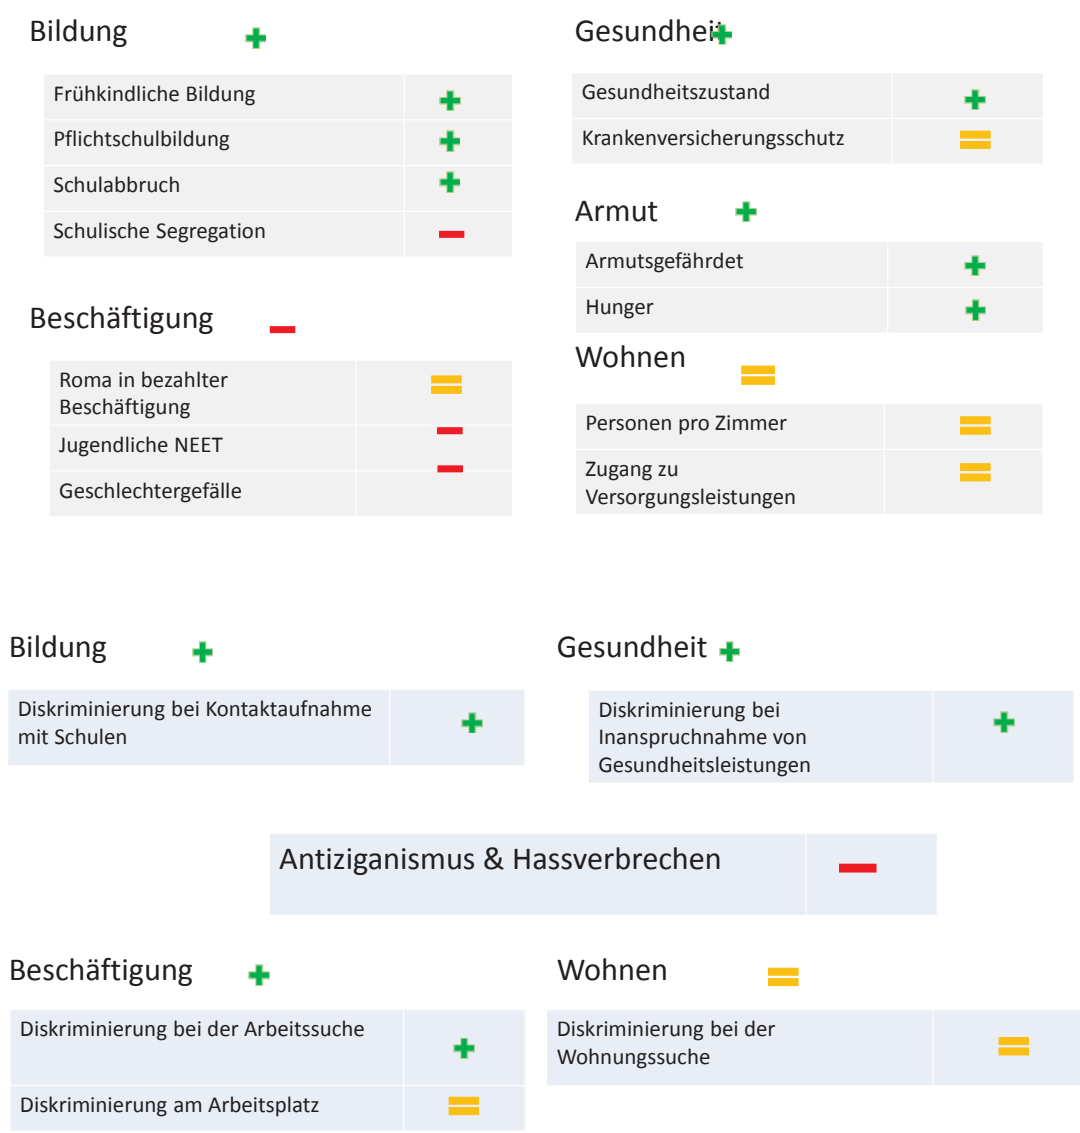 Bildung
Frühkindliche Bildung
Pflichtschulbildung
Schulabbruch
Schulische Segregation
Beschäftigung
Roma in bezahlter
Beschäftigung
Jugendliche NEET
Geschlechtergefälle
Gesundheit
Gesundheitszustand
Krankenversicherungsschutz
Armut
Armutsgefährdet
Hunger
Wohnen
Personen pro Zimmer
Zugang zu
Versorgungsleistungen
Bildung
Diskriminierung bei Kontaktaufnahme
mit Schulen
Gesundheit
Diskriminierung bei
Inanspruchnahme von
Gesundheitsleistungen
Antiziganismus & Hassverbrechen
Beschäftigung
Diskriminierung bei der Arbeitssuche
Diskriminierung am Arbeitsplatz
Wohnen
Diskriminierung bei der
Wohnungssuche